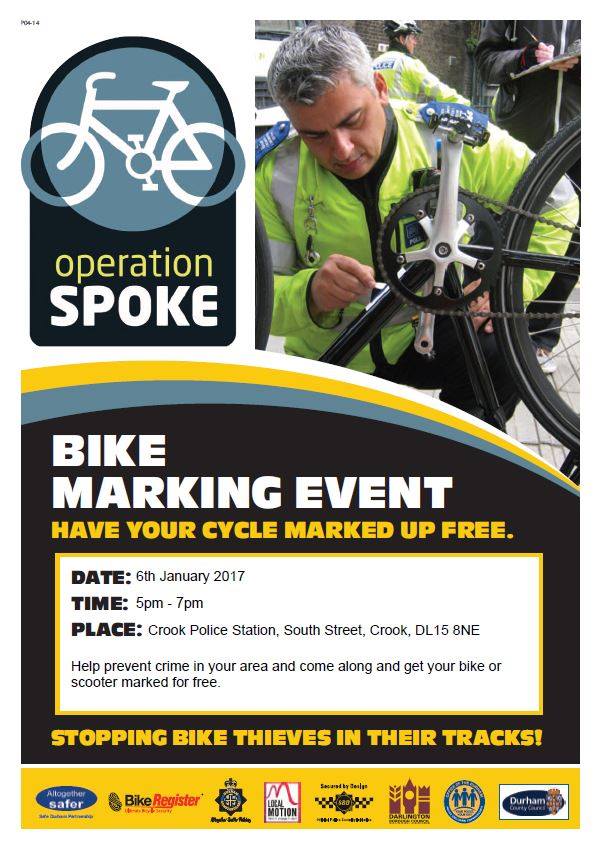 P04-14
operation
SPOKE
BIKE
MARKING EVENT
HAVE YOUR CYCLE MARKED UP FREE.
DATE: 6th January 2017
TIME: 5pm - 7pm
PLACE: Crook Police Station, South Street, Crook, DL15 8NE
Help prevent crime in your area and come along and get your bike or
scooter marked for free.
STOPPING BIKE THIEVES IN THEIR TRACKS!
Altogether
safer
Safe Durham Partnership
BikeRegister
LOCAL
MOTION
Secured by Design
SBD
DARLINGTON
BOROUGH COUNCIL
Durham
County Council